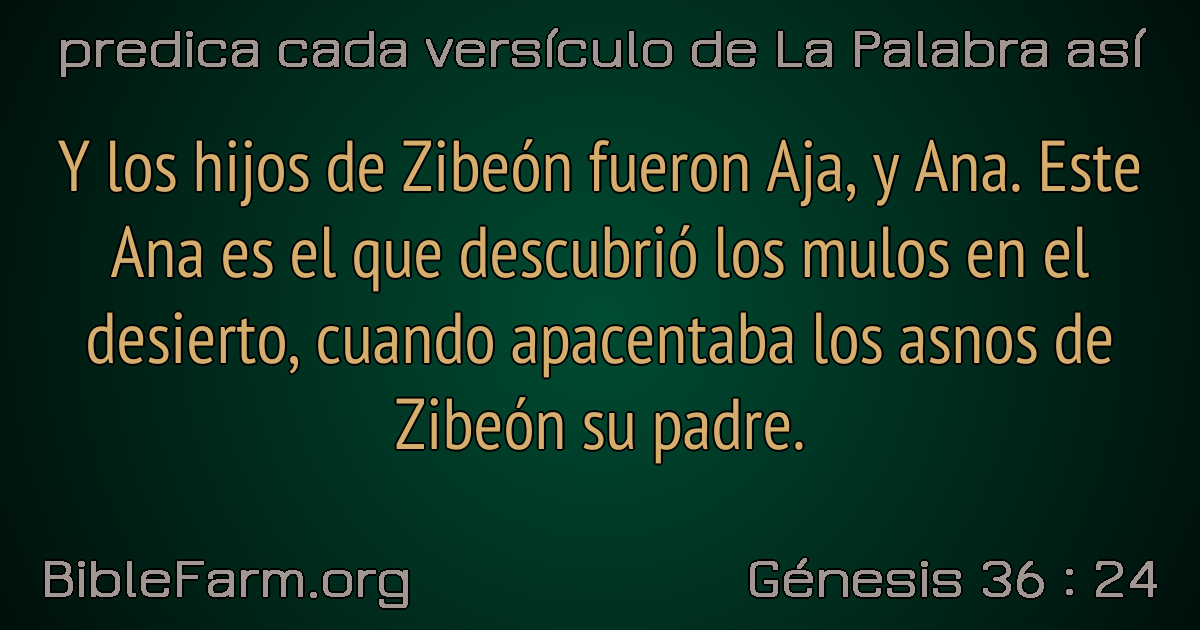 predica cada versículo de La Palabra así
Y los hijos de Zibeón fueron Aja, y Ana. Este
Ana es el que descubrió los mulos en el
desierto, cuando apacentaba los asnos de
Zibeón su padre.
BibleFarm.org
Génesis 36 : 24